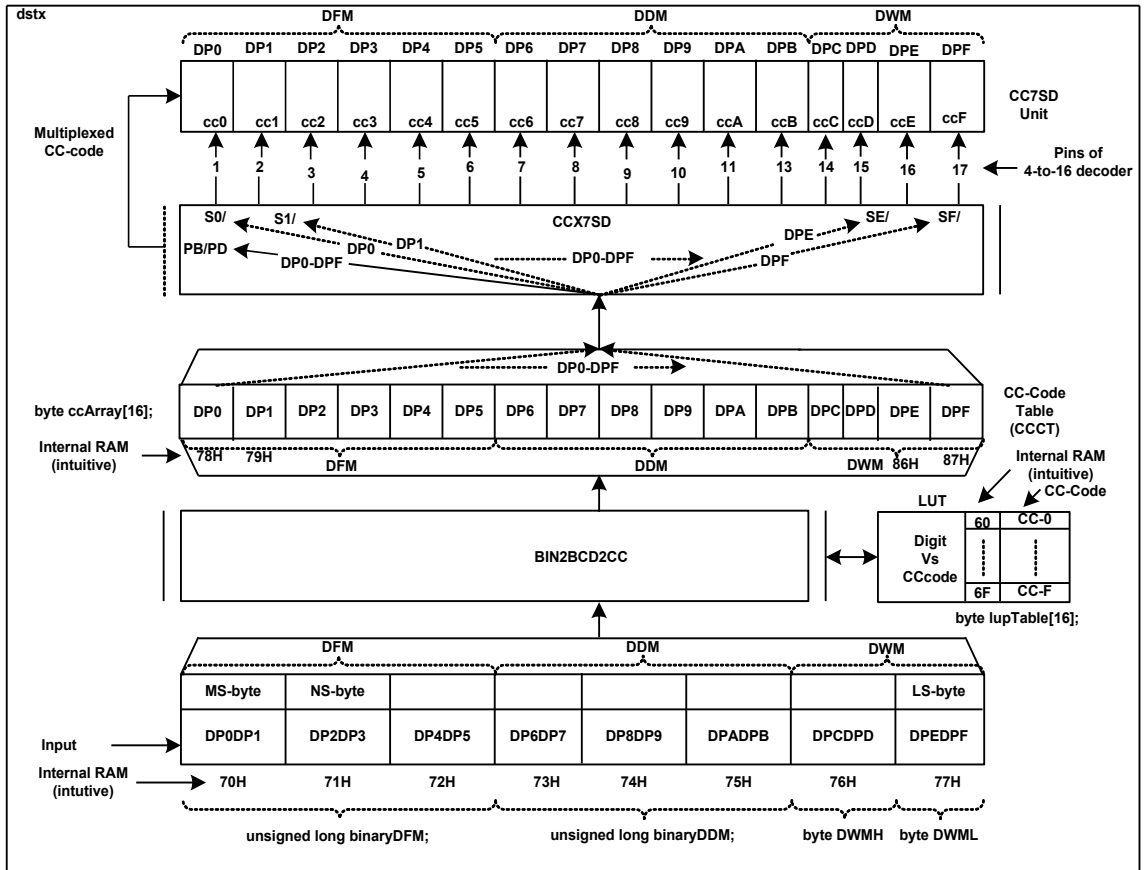 dstx
DFM DDM DWM
DP0 DP1 DP2 DP3 DP4 DP5 DP6 DP7 DP8 DP9 DPA DPB DPC DPD DPE DPF
CC7SD
Unit
cc0 cc1 cc2 cc3 cc4 cc5 cc6 cc7 cc8 cc9 ccA ccB ccC ccD ccE ccF
Multiplexed
CC-code
1 2 3 4 5 6 7 8 9 10 11 13 14 15 16 17
Pins of
4-to-16 decoder
S0/ S1/ CCX7SD SE/ SF/
PB/PD DP0 DP1 DP0-DPF DPE DPF
DP0-DPF
DP0-DPF
byte ccArray[16];
DP0 DP1 DP2 DP3 DP4 DP5 DP6 DP7 DP8 DP9 DPA DPB DPC DPD DPE DPF
CC-Code
Table
(CCCT)
Internal RAM
(intuitive)
78H 79H DFM DDM DWM 86H 87H
Internal RAM
(intuitive)
CC-Code
LUT
BIN2BCD2CC
Digit
Vs
CCcode
60 CC-0
6F CC-F
byte lupTable[16];
DFM DDM DWM
MS-byte NS-byte LS-byte
Input
DP0DP1 DP2DP3 DP4DP5 DP6DP7 DP8DP9 DPADPB DPCDPD DPEDPF
Internal RAM
(intutive)
70H 71H 72H 73H 74H 75H 76H 77H
unsigned long binaryDFM; unsigned long binaryDDM; byte DWMH byte DWML